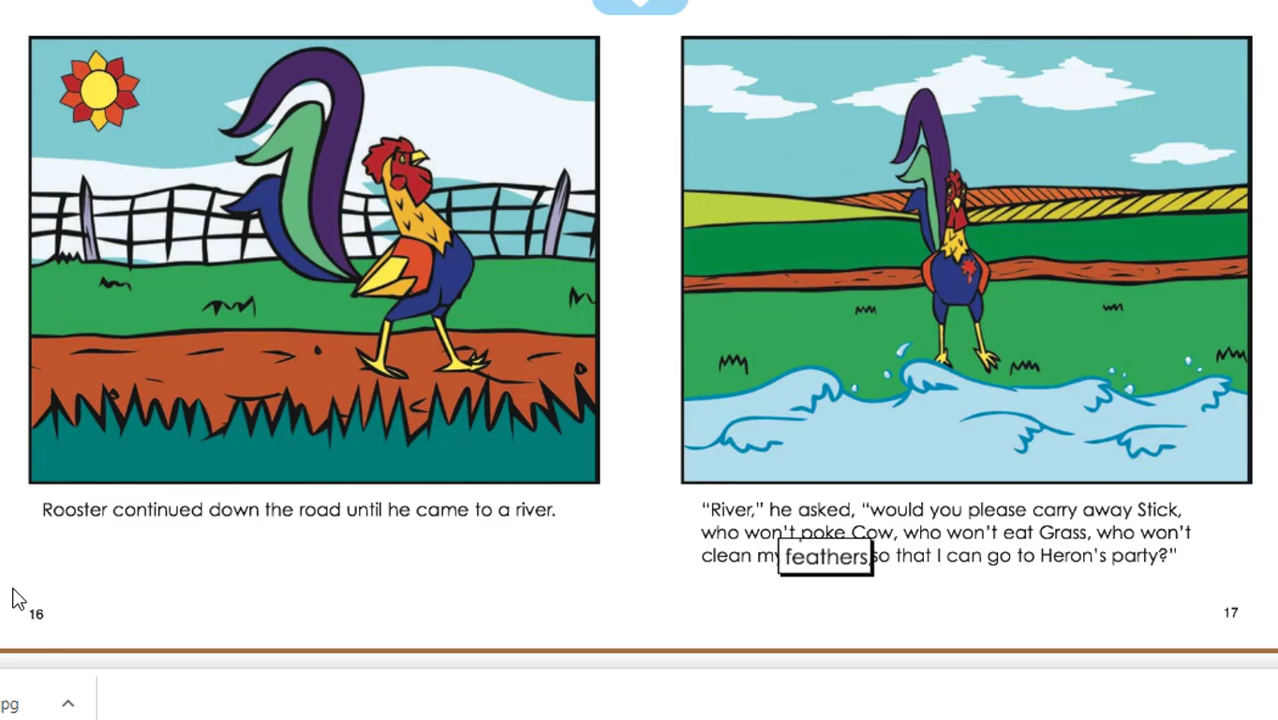 Rooster continued down the road until he came to a river.
16
“River,” he asked, “would you please carry away Stick,
who won’t poke Cow, who won’t eat Grass, who won’t
clean my feathers so that I can go to Heron’s party?”
17
pg